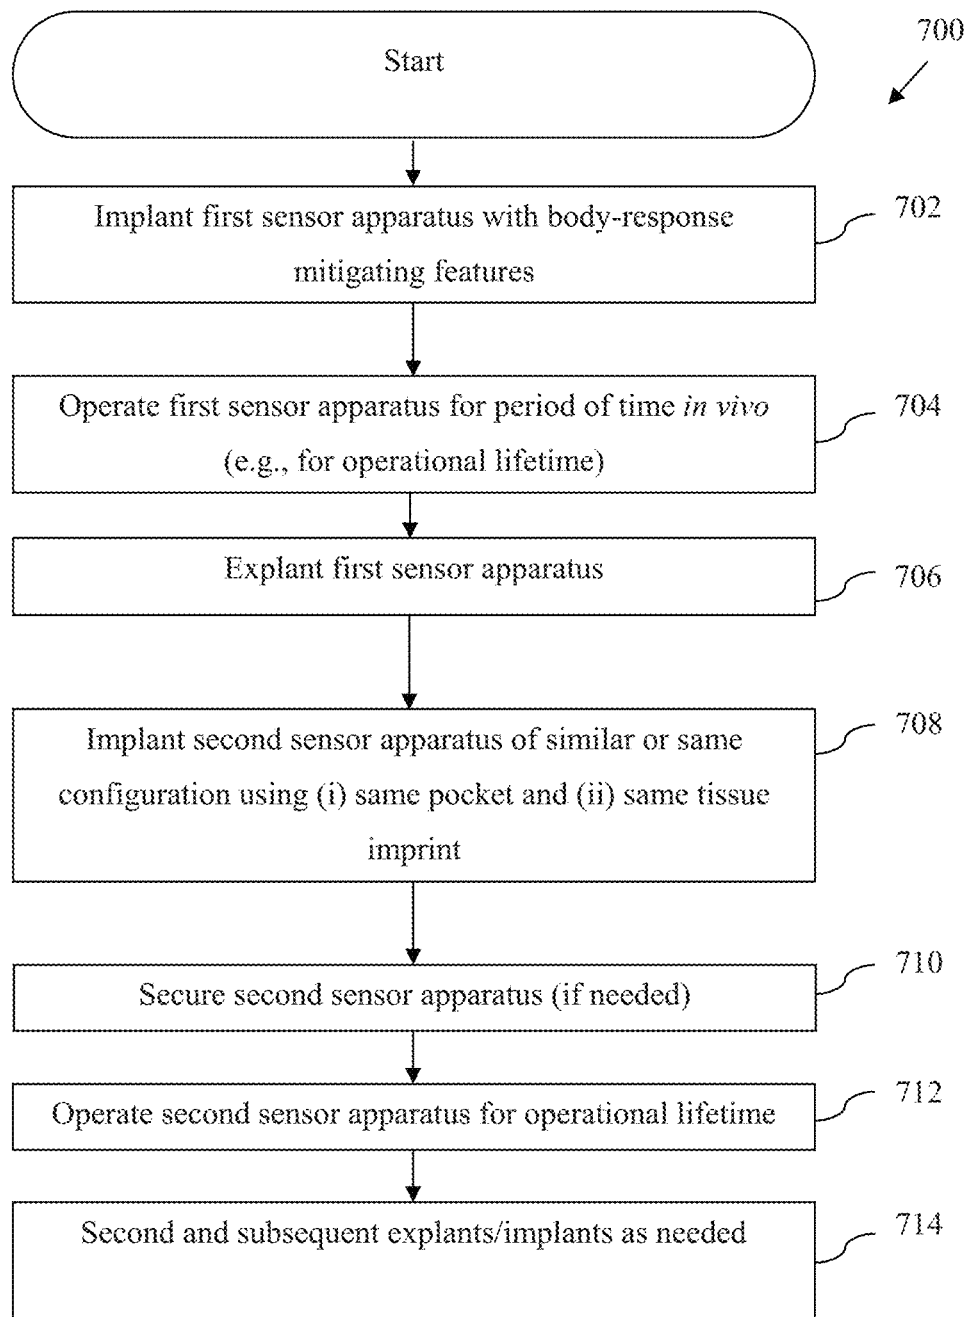 700
Start
Implant first sensor apparatus with body-response
mitigating features
702
Operate first sensor apparatus for period of time in vivo
(e.g., for operational lifetime)
704
Explant first sensor apparatus
706
Implant second sensor apparatus of similar or same
configuration using (i) same pocket and (ii) same tissue
imprint
708
Secure second sensor apparatus (if needed)
710
Operate second sensor apparatus for operational lifetime
712
Second and subsequent explants/implants as needed
714